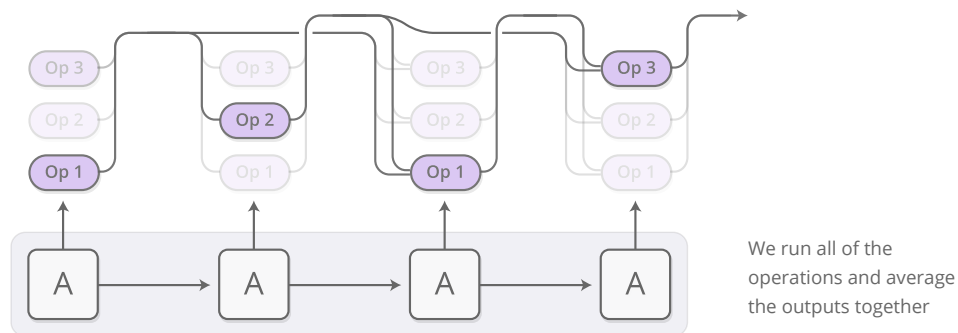 Op 3 Op 3 Op 3 Op 3
Op 2 Op 2 Op 2 Op 2
Op 1 Op 1 Op 1 Op 1
A A A A
We run all of the
operations and average
the outputs together